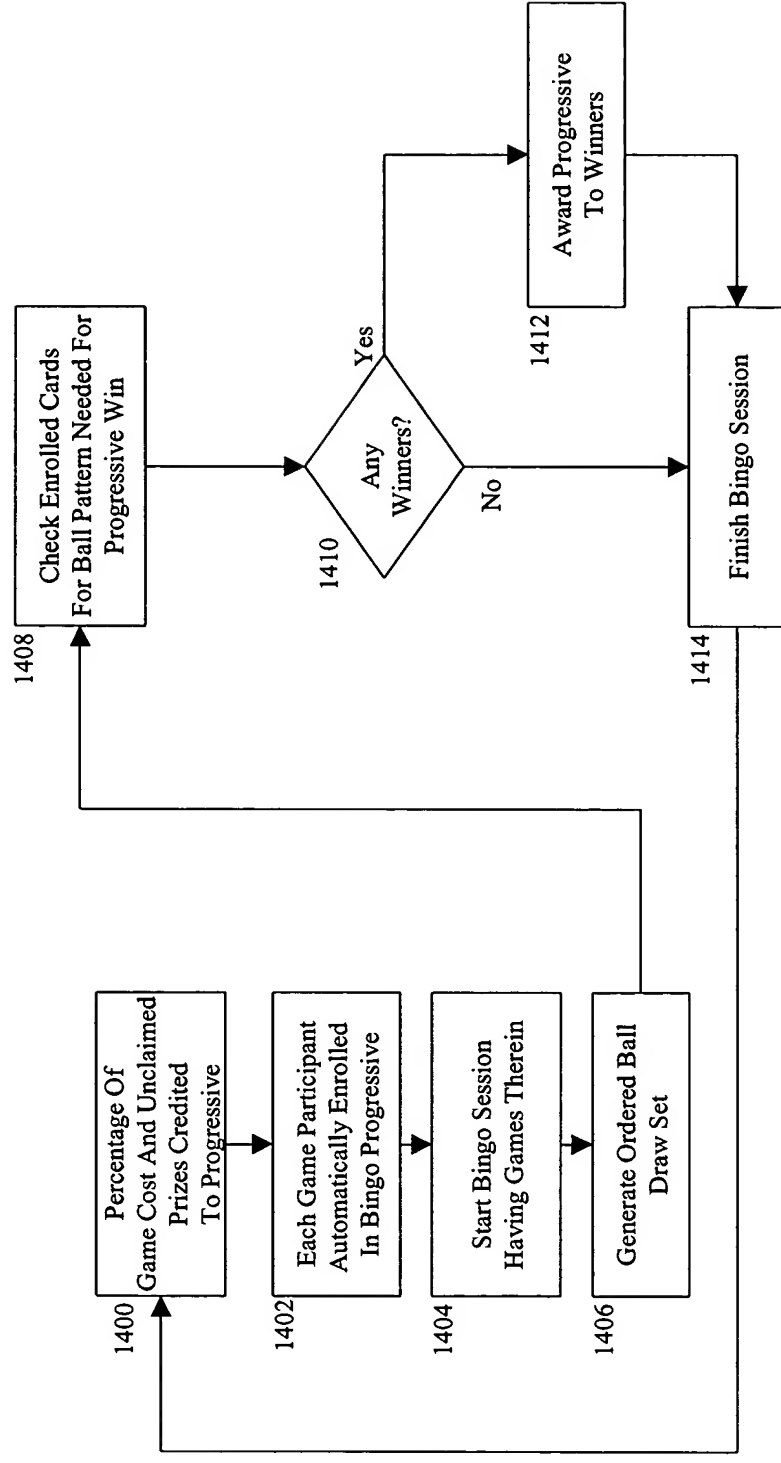 1400
Percentage Of
Game Cost And Unclaimed
Prizes Credited
To Progressive
1402
Each Game Participant
Automatically Enrolled
In Bingo Progressive
1404
Start Bingo Session
Having Games Therein
1406
Generate Ordered Ball
Draw Set
1408
Check Enrolled Cards
For Ball Pattern Needed For
Progressive Win
1410
Any
Winners?
Yes
No
1412
Award Progressive
To Winners
1414
Finish Bingo Session